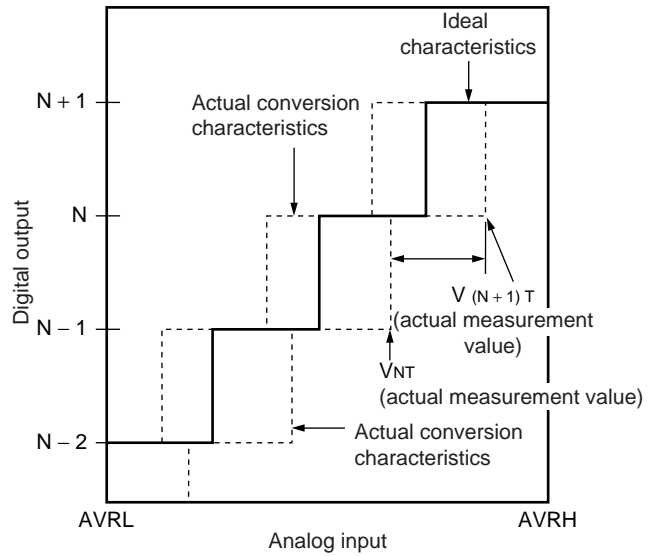 Ideal
characteristics
N + 1
Actual conversion
characteristics
N
Digital output
V (N + 1) T
(actual measurement
value)
N – 1
VNT
(actual measurement value)
Actual conversion
characteristics
N – 2
AVRL
AVRH
Analog input